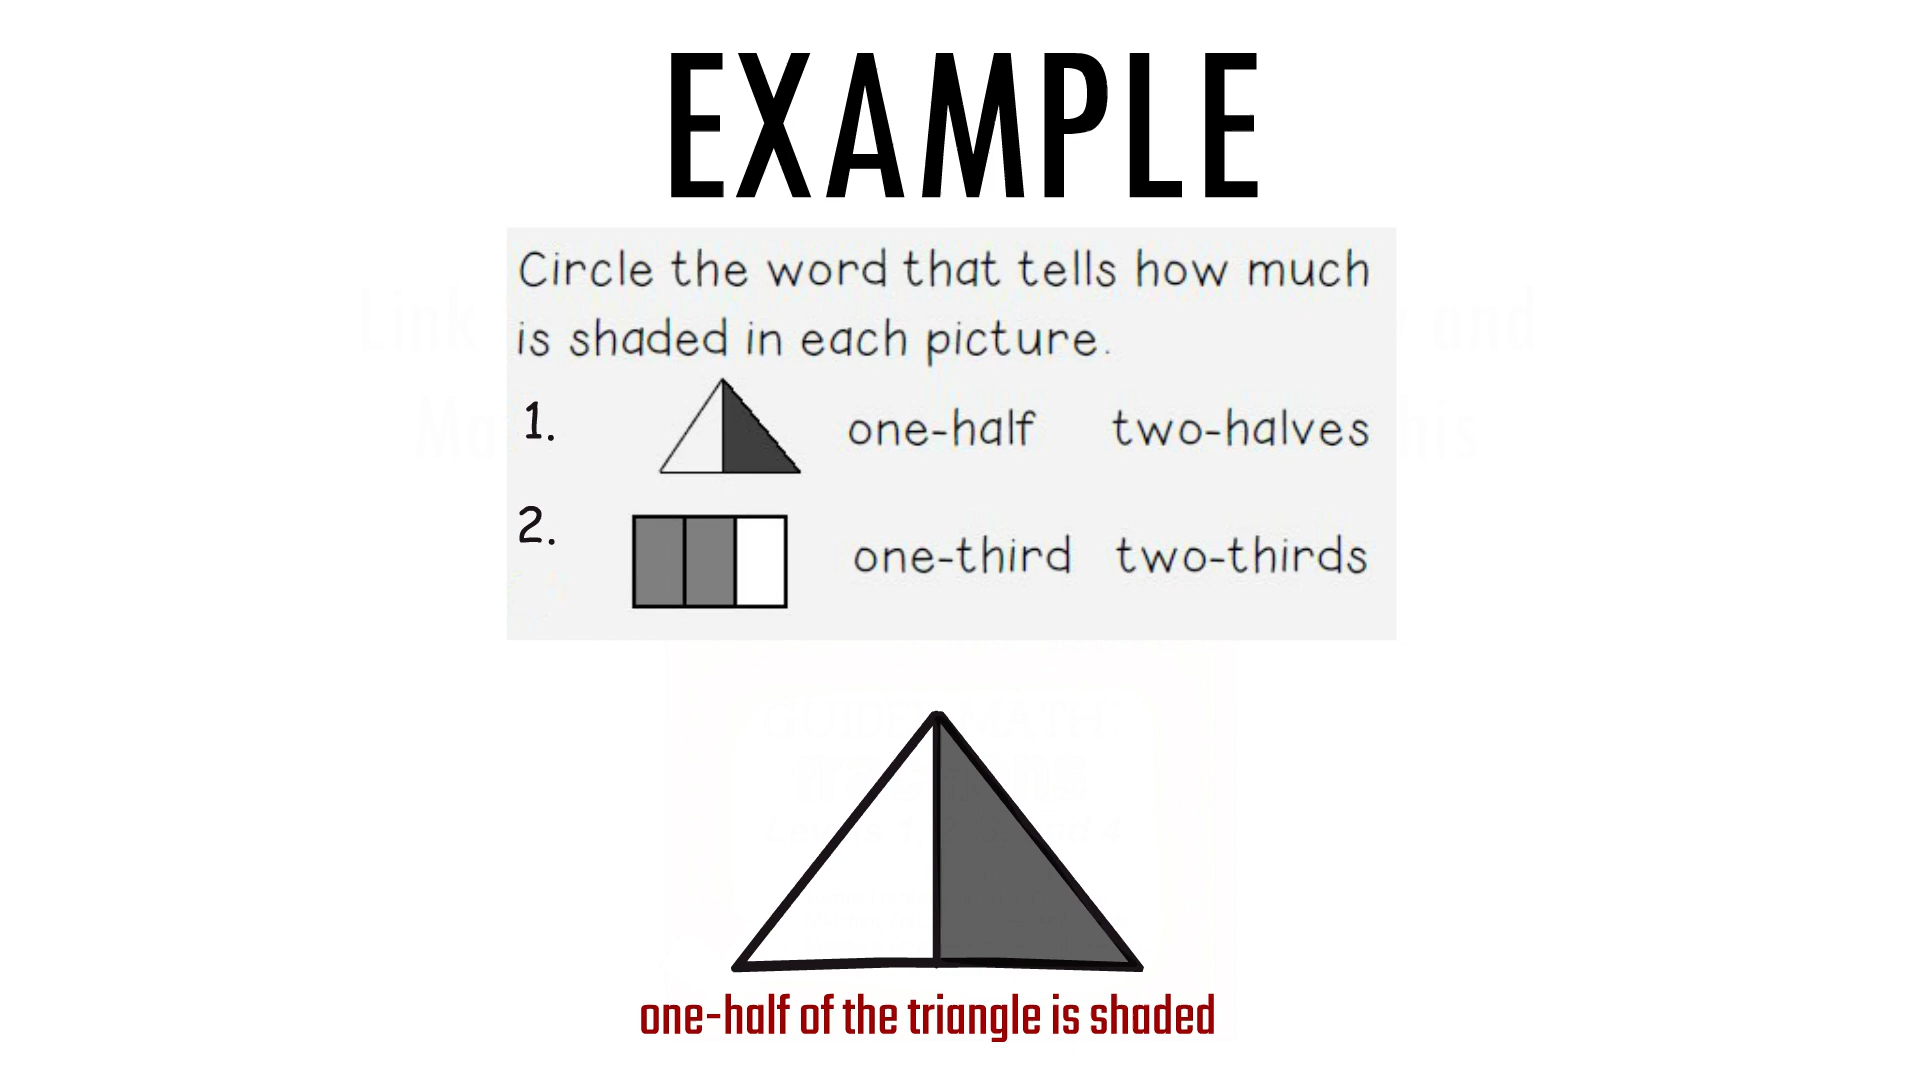 EXAMPLE
Circle the word that tells how much
is shaded in each picture.
1. one-half two-halves
2. one-third two-thirds
one-half of the triangle is shaded